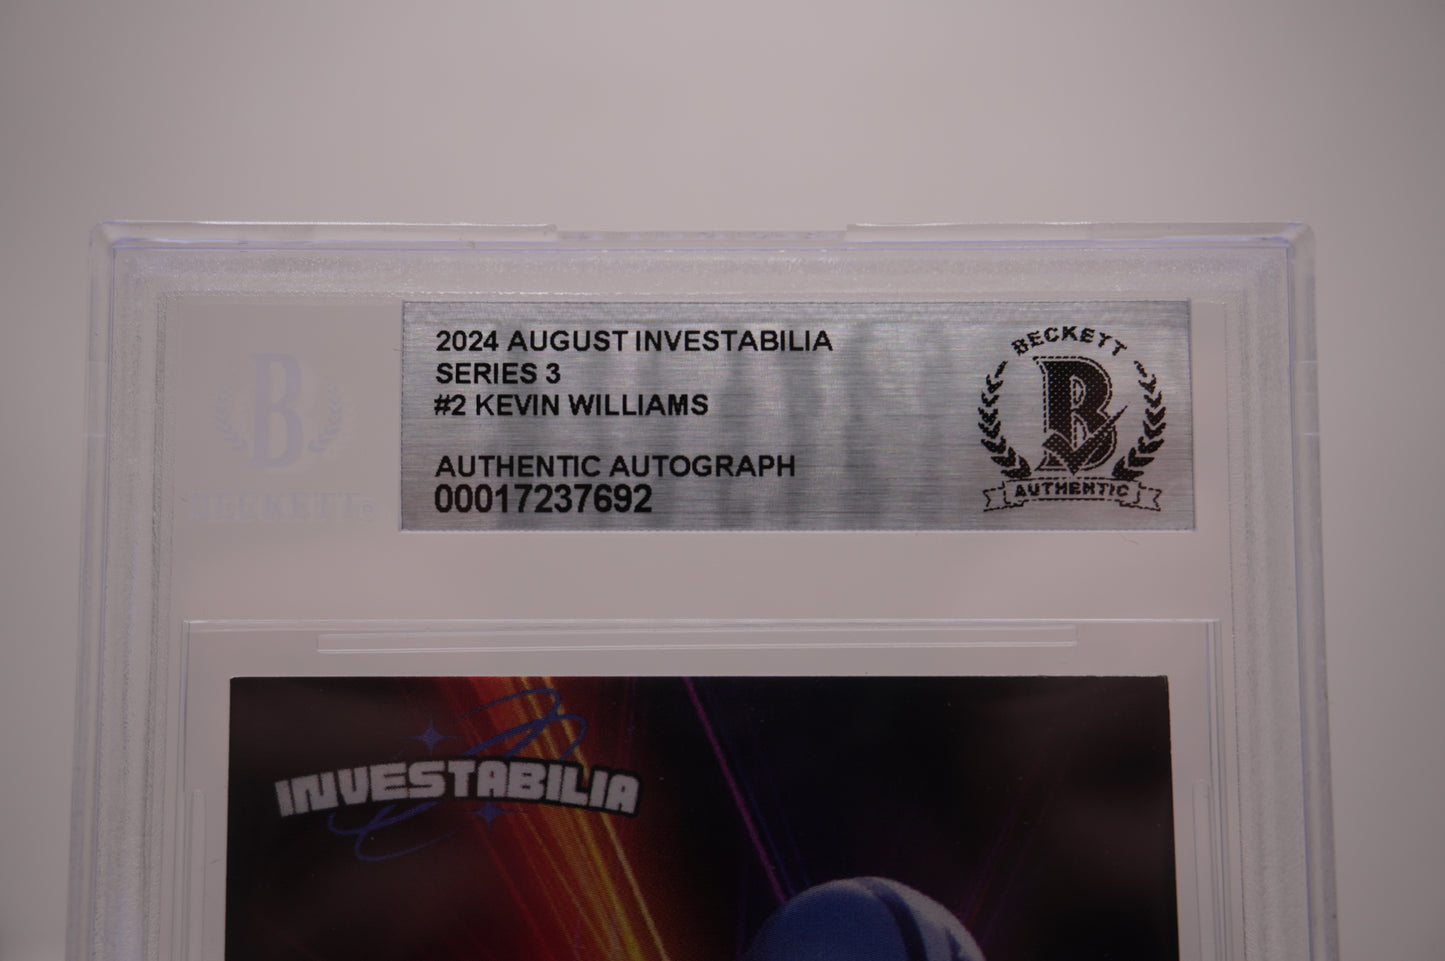 2024 AUGUST INVESTABILIA
SERIES 3
#2 KEVIN WILLIAMS
AUTHENTIC AUTOGRAPH
00017237692
BECKETT
B
AUTHENTIC
B
BECKETT®
INVESTABILIA